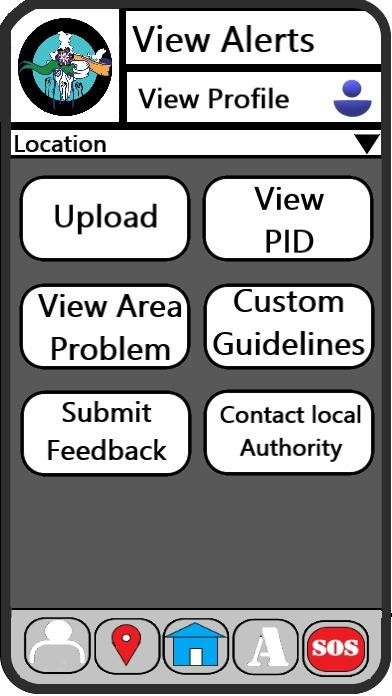 View Alerts
View Profile
Location
Upload
View
PID
View Area
Problem
Custom
Guidelines
Submit
Feedback
Contact local
Authority
A
SOS